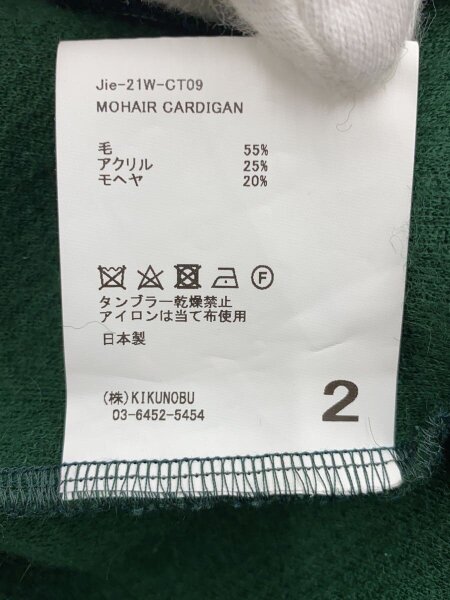 Jie-21W-CT09
MOHAIR CARDIGAN
毛 55%
アクリル 25%
モヘヤ 20%
F
タンブラー乾燥禁止
アイロンは当て布使用
日本製
(株)KIKUNOBU
03-6452-5454
2